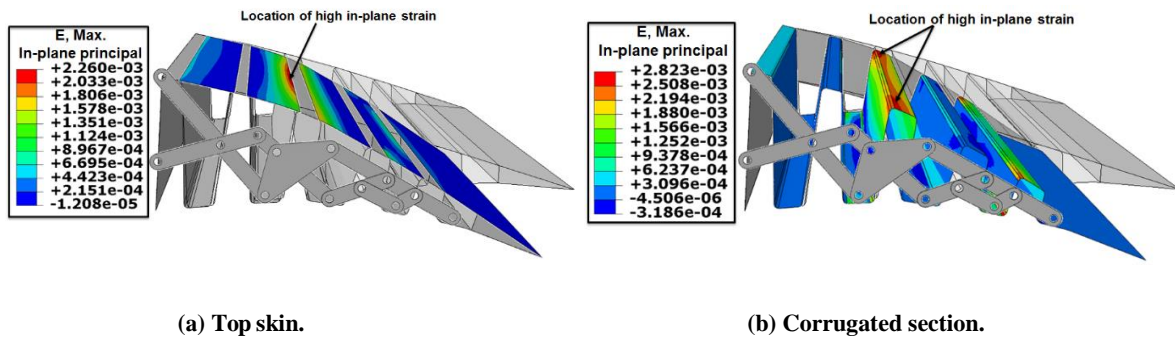 Location of high in-plane strain
E, Max.
In-plane principal
+2.260e-03
+2.033e-03
+1.806e-03
+1.578e-03
+1.351e-03
+1.124e-03
+8.967e-04
+6.695e-04
+4.423e-04
+2.151e-04
-1.208e-05
(a) Top skin.
Location of high in-plane strain
E, Max.
In-plane principal
+2.823e-03
+2.508e-03
+2.194e-03
+1.880e-03
+1.566e-03
+1.252e-03
+9.378e-04
+6.237e-04
+3.096e-04
-4.506e-06
-3.186e-04
(b) Corrugated section.